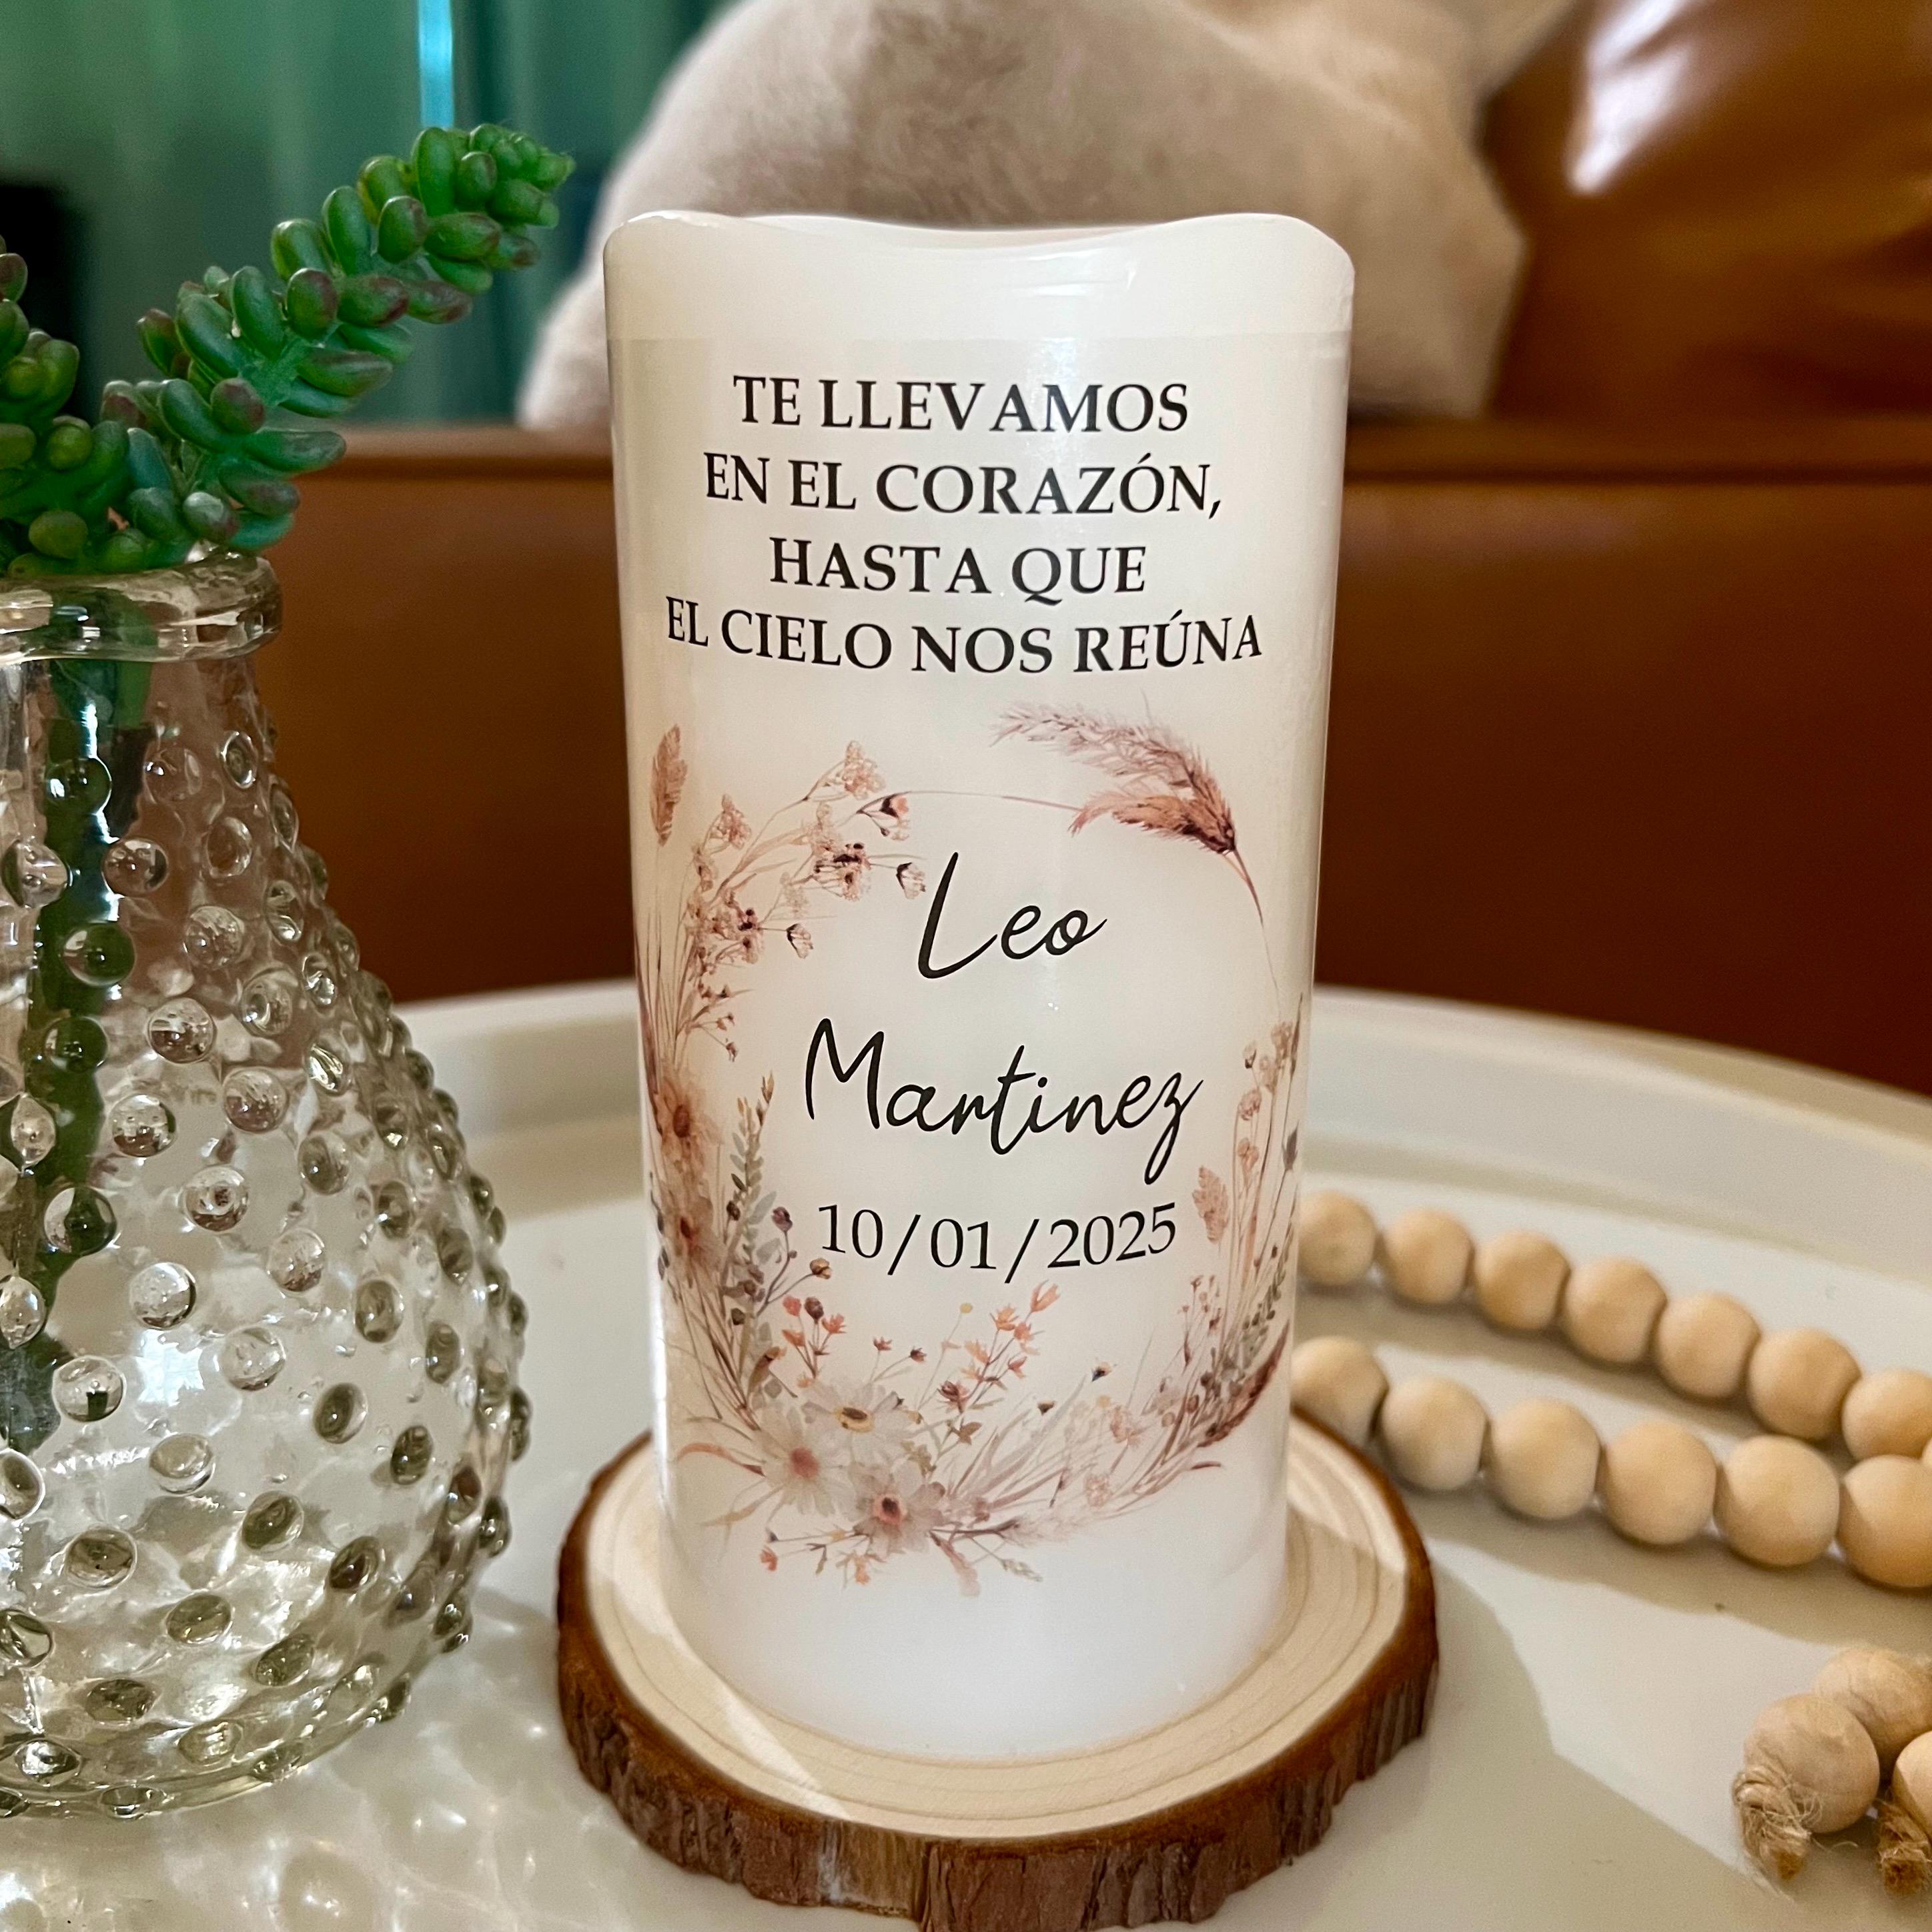 TE LLEVAMOS
EN EL CORAZÓN,
HASTA QUE
EL CIELO NOS REÚNA
Leo
Martinez
10/01/2025